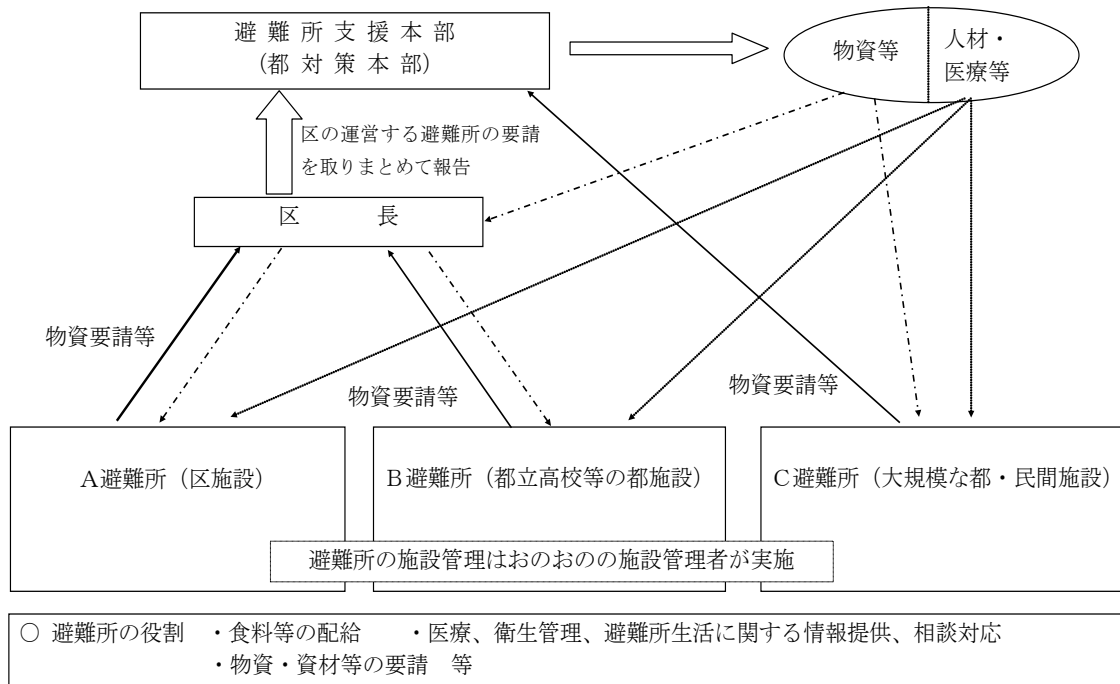 避 難 所 支 援 本 部
（都 対 策 本 部）
物資等
人材・
医療等
区の運営する避難所の要請
を取りまとめて報告
区　　　長
物資要請等
物資要請等
物資要請等
Ａ避難所（区施設）
Ｂ避難所（都立高校等の都施設）
Ｃ避難所（大規模な都・民間施設）
避難所の施設管理はおのおのの施設管理者が実施
○ 避難所の役割　・食料等の配給　　・医療、衛生管理、避難所生活に関する情報提供、相談対応
・物資・資材等の要請　等